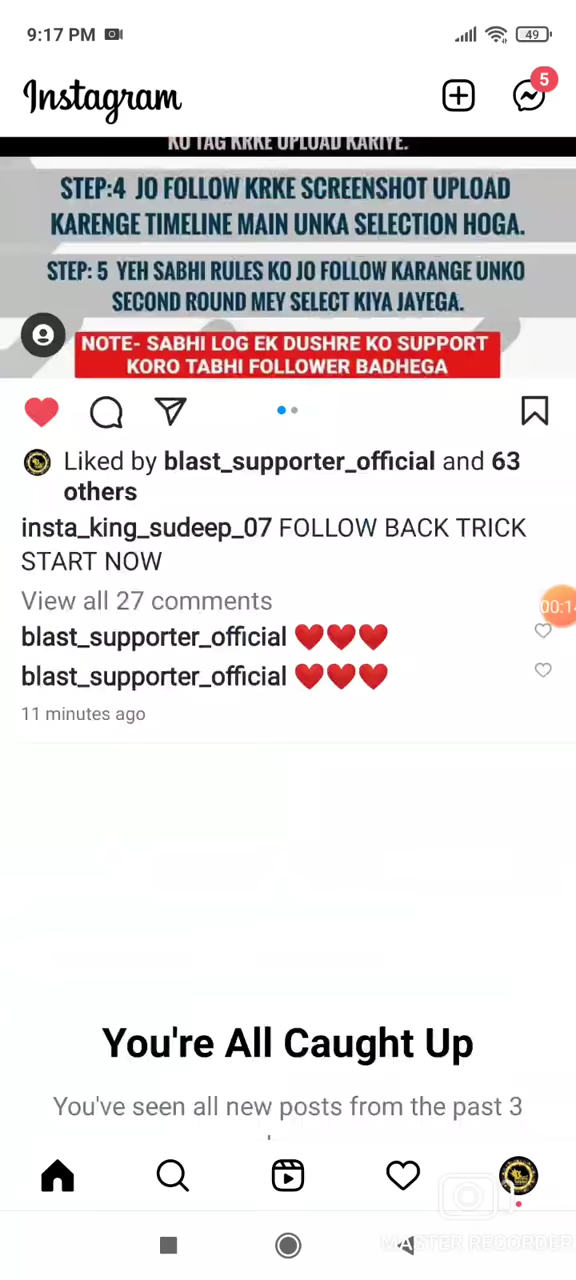 9:17 PM
49
Instagram
5
KO TAG KRKE UPLOAD KARIYE.
STEP:4 JO FOLLOW KRKE SCREENSHOT UPLOAD
KARENGE TIMELINE MAIN UNKA SELECTION HOGA.
STEP: 5 YEH SABHI RULES KO JO FOLLOW KARANGE UNKO
SECOND ROUND MEY SELECT KIYA JAYEGA.
NOTE- SABHI LOG EK DUSHRE KO SUPPORT
KORO TABHI FOLLOWER BADHEGA
Liked by blast_supporter_official and 63
others
insta_king_sudeep_07 FOLLOW BACK TRICK
START NOW
View all 27 comments
00:1
blast_supporter_official ❤️❤️❤️
blast_supporter_official ❤️❤️❤️
11 minutes ago
You're All Caught Up
You've seen all new posts from the past 3
MASTER RECORDER